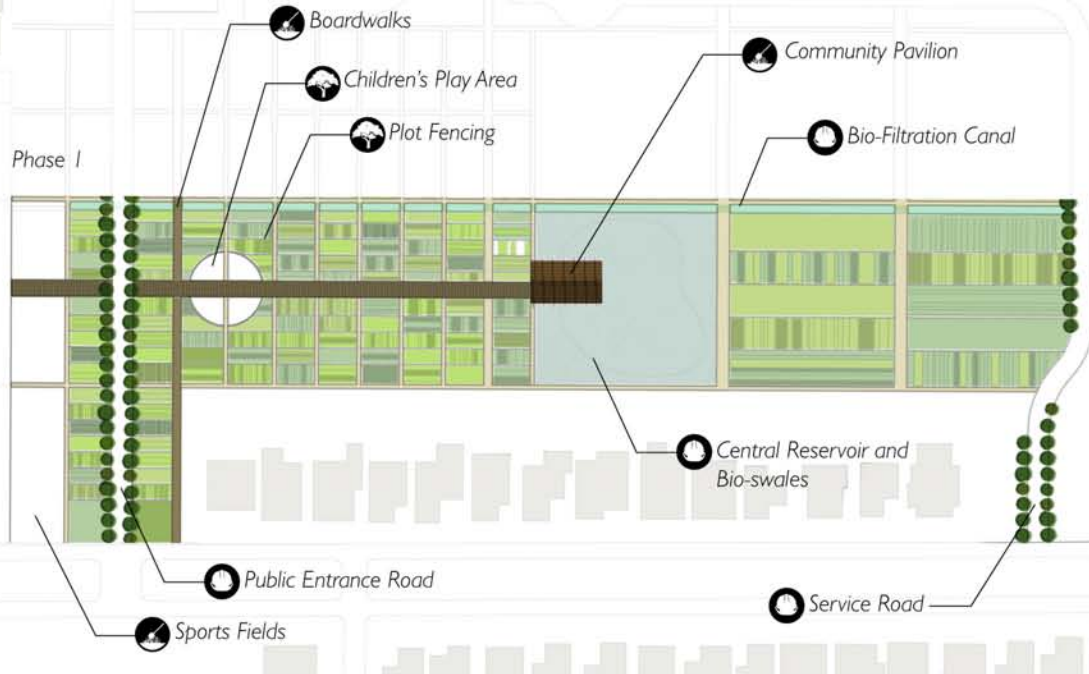 Boardwalks
Community Pavilion
Children's Play Area
Plot Fencing
Bio-Filtration Canal
Phase 1
Central Reservoir and
Bio-swales
Public Entrance Road
Service Road
Sports Fields